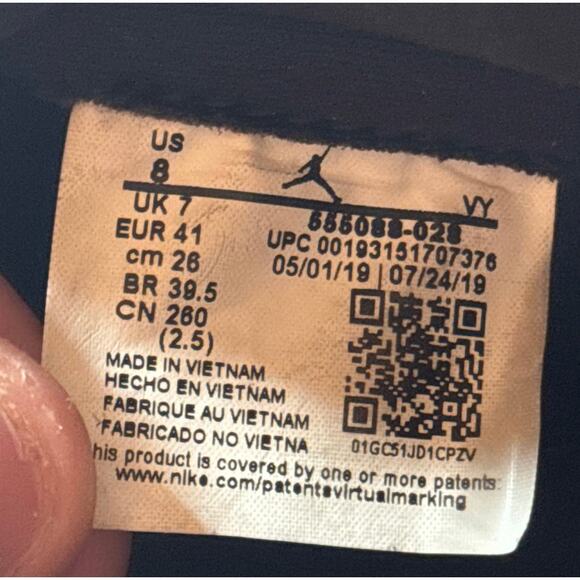 US
8
VY
UK 7
555088-028
EUR 41
UPC 00193151707376
cm 26
05/01/19 | 07/24/19
BR 39.5
CN 260
(2.5)
MADE IN VIETNAM
HECHO EN VIETNAM
FABRIQUE AU VIETNAM
FABRICADO NO VIETNA
01GC51JD1CPZV
his product is covered by one or more patents:
www.nike.com/patentsvirtualmarking